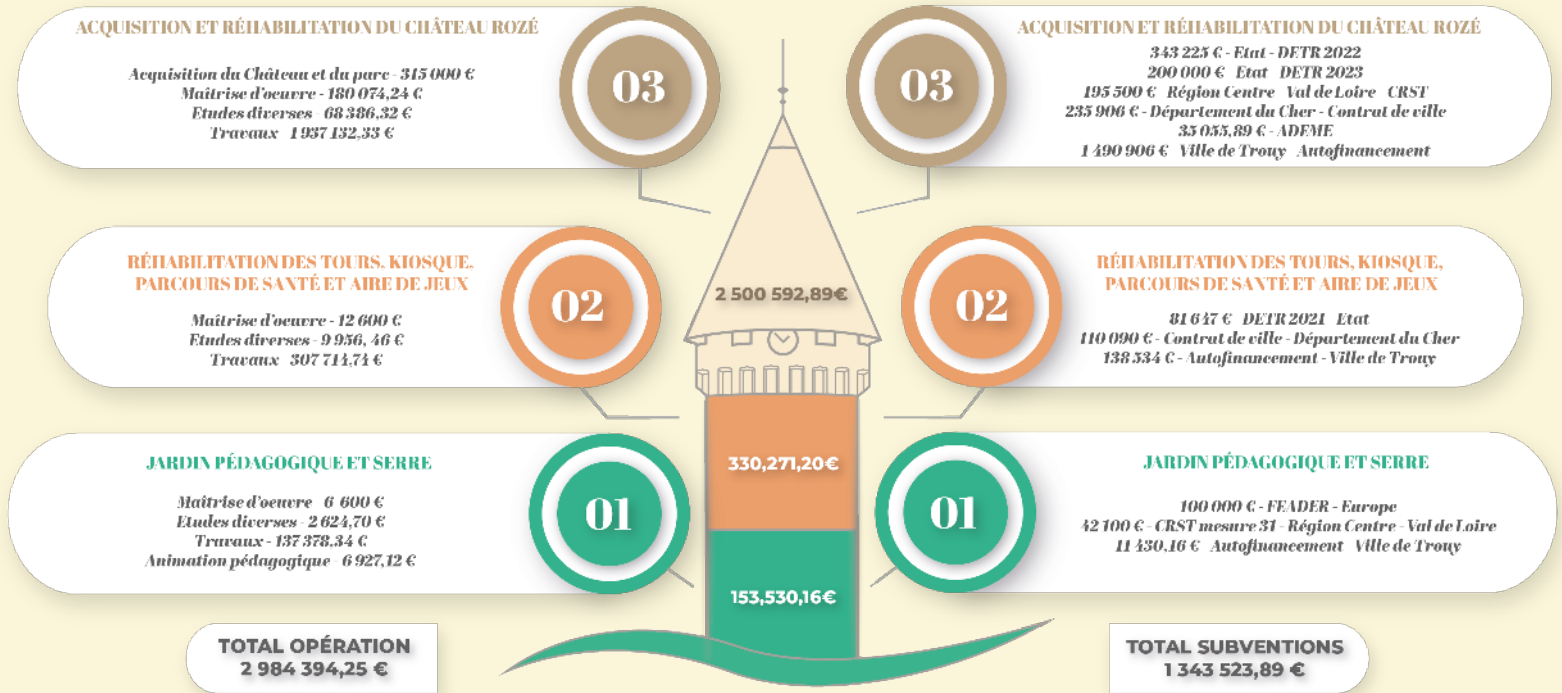 ACQUISITION ET RÉHABILITATION DU CHÂTEAU ROZÉ
Acquisition du Château et du parc - 315 000 €
Maîtrise d'oeuvre - 180 074,24 €
Etudes diverses - 68 386,32 €
Travaux 1 937 132,33 €
03
03
ACQUISITION ET RÉHABILITATION DU CHÂTEAU ROZÉ
343 225 € - Etat - DETR 2022
200 000 € Etat DETR 2023
195 500 € Région Centre Val de Loire CRST
235 906 € - Département du Cher - Contrat de ville
35 055,89 € - ADEME
1 490 906 € Ville de Trouy Autofinancement
RÉHABILITATION DES TOURS, KIOSQUE,
PARCOURS DE SANTÉ ET AIRE DE JEUX
Maîtrise d'oeuvre - 12 600 €
Etudes diverses - 9 956, 46 €
Travaux 307 714,74 €
02
2 500 592,89€
02
RÉHABILITATION DES TOURS, KIOSQUE,
PARCOURS DE SANTÉ ET AIRE DE JEUX
81 647 € DETR 2021 Etat
110 090 € - Contrat de ville - Département du Cher
138 534 € - Autofinancement - Ville de Trouy
JARDIN PÉDAGOGIQUE ET SERRE
Maîtrise d'oeuvre 6 600 €
Etudes diverses - 2 624,70 €
Travaux - 137 378,34 €
Animation pédagogique - 6 927,12 €
01
330,271,20€
153,530,16€
01
JARDIN PÉDAGOGIQUE ET SERRE
100 000 € - FEADER - Europe
42 100 € - CRST mesure 31 - Région Centre - Val de Loire
11 430,16 € Autofinancement Ville de Trouy
TOTAL OPÉRATION
2 984 394,25 €
TOTAL SUBVENTIONS
1 343 523,89 €